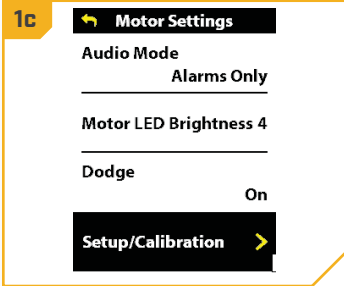 1c
Motor Settings
Audio Mode
Alarms Only
Motor LED Brightness 4
Dodge
On
Setup/Calibration